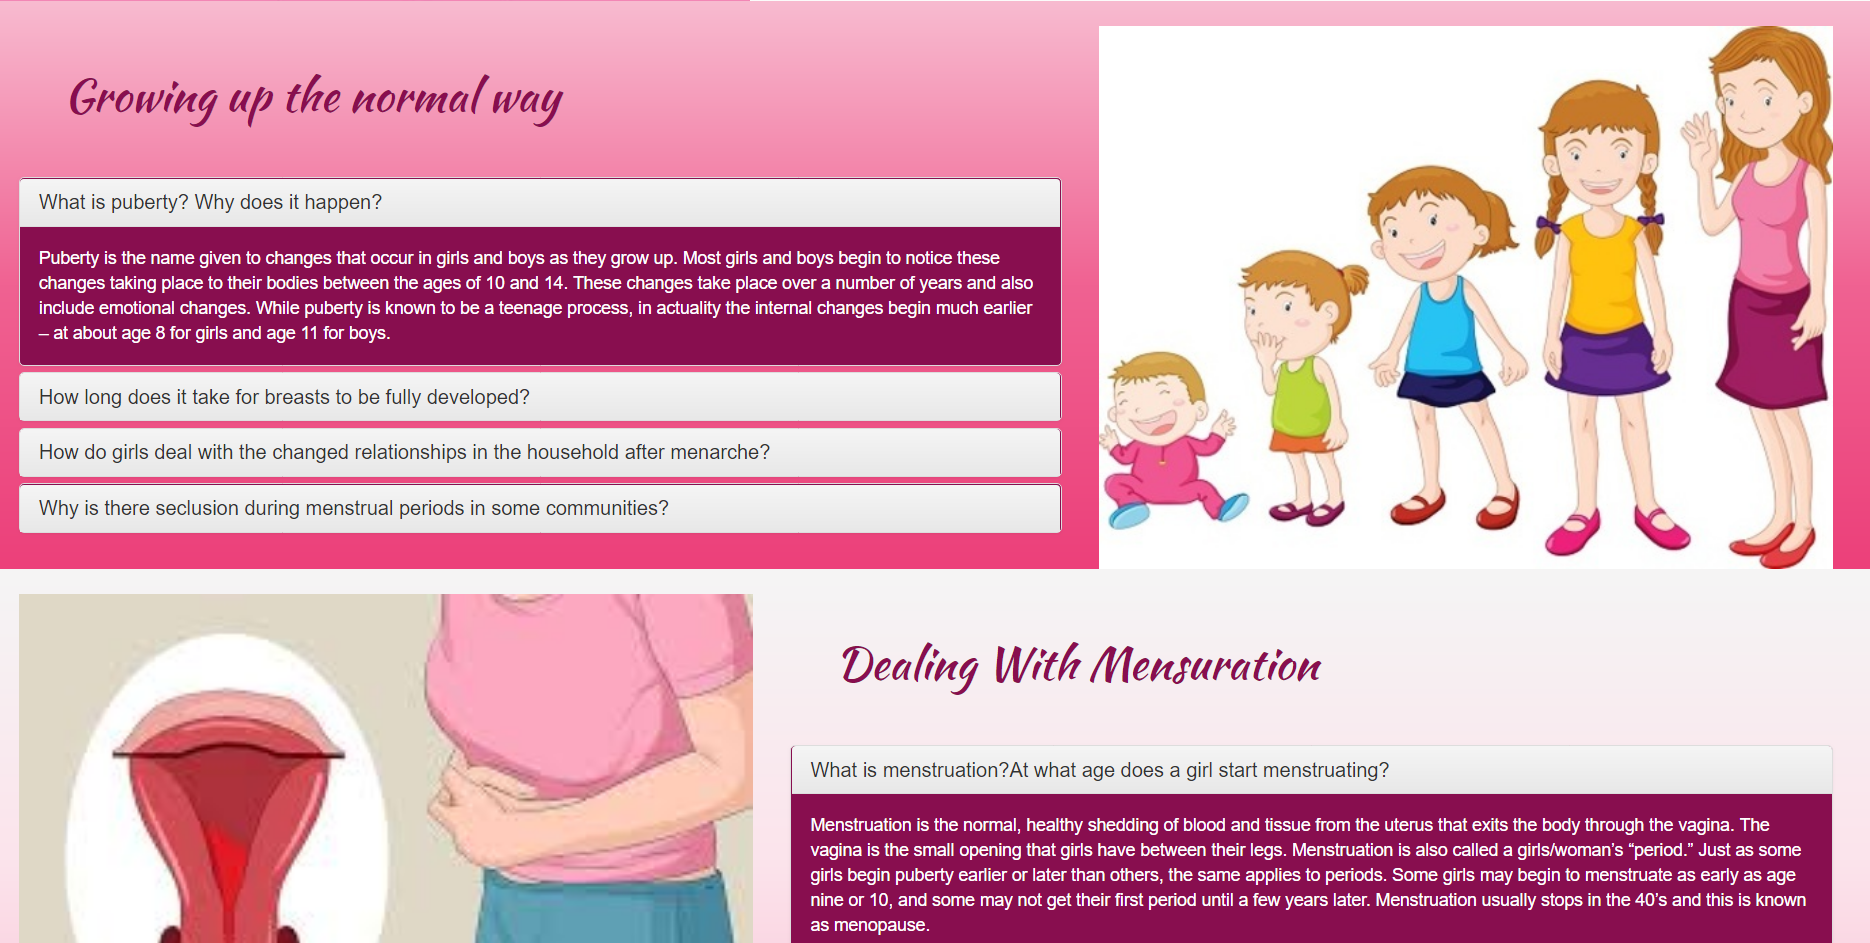 Growing up the normal way
What is puberty? Why does it happen?
Puberty is the name given to changes that occur in girls and boys as they grow up. Most girls and boys begin to notice these
changes taking place to their bodies between the ages of 10 and 14. These changes take place over a number of years and also
include emotional changes. While puberty is known to be a teenage process, in actuality the internal changes begin much earlier
– at about age 8 for girls and age 11 for boys.
How long does it take for breasts to be fully developed?
How do girls deal with the changed relationships in the household after menarche?
Why is there seclusion during menstrual periods in some communities?
Dealing With Mensuration
What is menstruation?At what age does a girl start menstruating?
Menstruation is the normal, healthy shedding of blood and tissue from the uterus that exits the body through the vagina. The
vagina is the small opening that girls have between their legs. Menstruation is also called a girls/woman’s “period.” Just as some
girls begin puberty earlier or later than others, the same applies to periods. Some girls may begin to menstruate as early as age
nine or 10, and some may not get their first period until a few years later. Menstruation usually stops in the 40’s and this is known
as menopause.